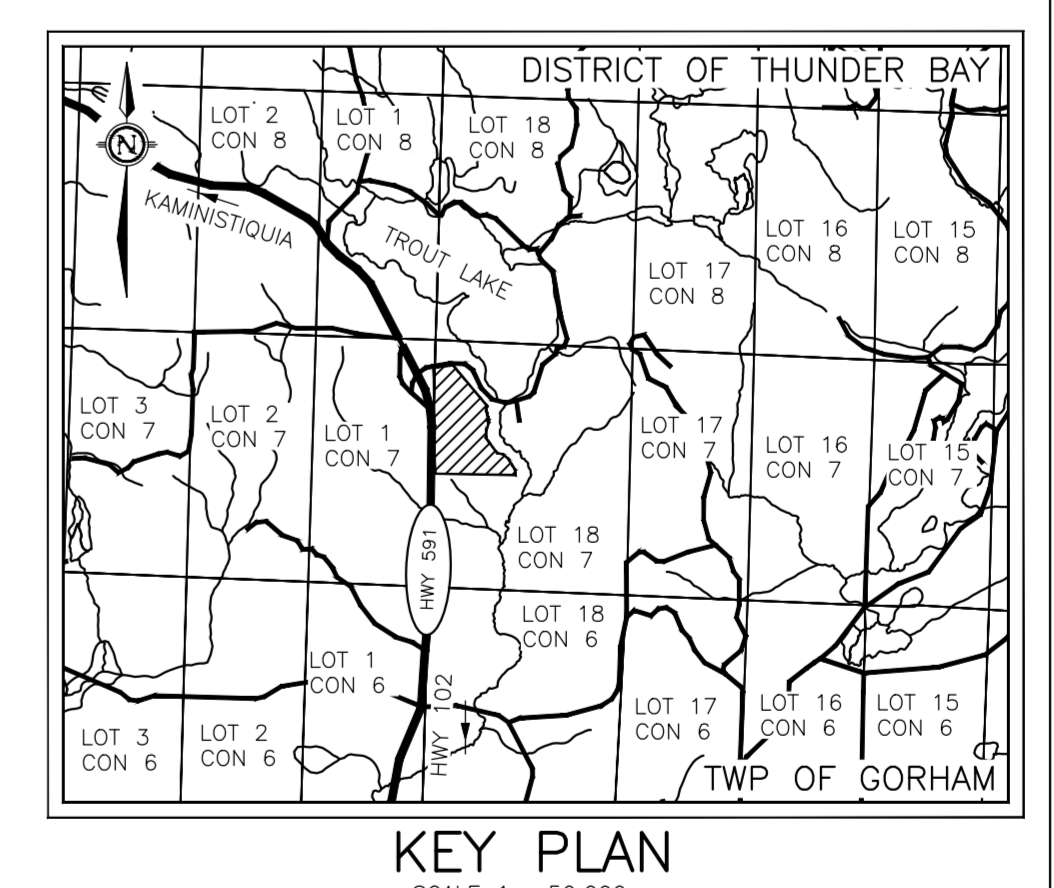 DISTRICT OF THUNDER BAY
LOT 2
CON 8
LOT 1
CON 8
LOT 18
CON 8
N
KAMINISTIQUIA
TROUT LAKE
LOT 16
CON 8
LOT 15
CON 8
LOT 17
CON 8
LOT 3
CON 7
LOT 2
CON 7
LOT 1
CON 7
LOT 17
CON 7
LOT 16
CON 7
LOT 15
CON 7
HWY 591
LOT 18
CON 7
LOT 18
CON 6
LOT 1
CON 6
HWY 102
LOT 17
CON 6
LOT 16
CON 6
LOT 15
CON 6
LOT 3
CON 6
LOT 2
CON 6
TWP OF GORHAM
KEY PLAN